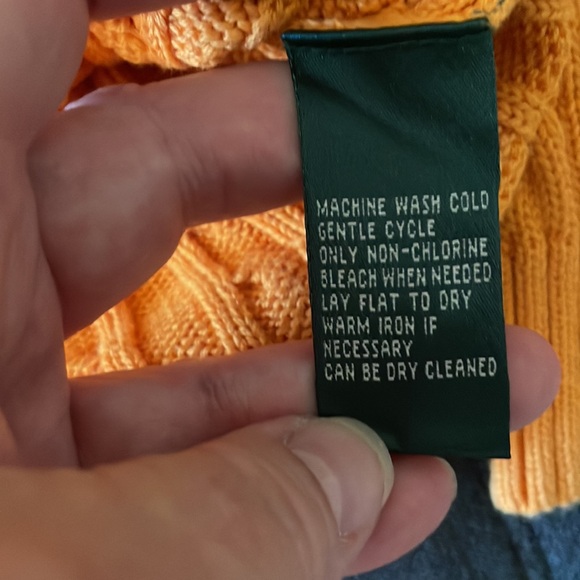 MACHINE WASH COLD
GENTLE CYCLE
ONLY NON-CHLORINE
BLEACH WHEN NEEDED
LAY FLAT TO DRY
WARM IRON IF
NECESSARY
CAN BE DRY CLEANED